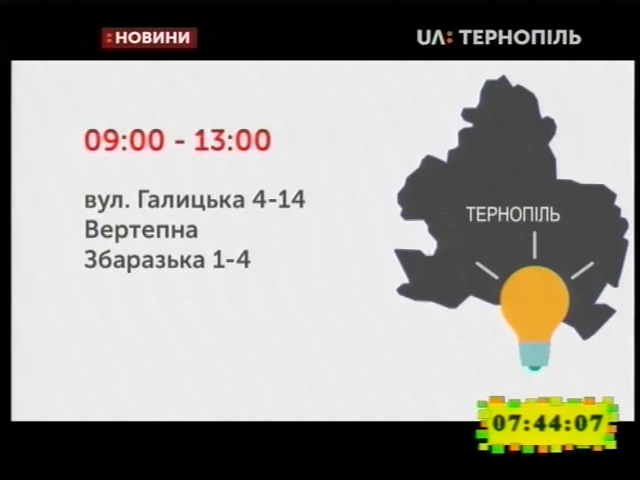 :НОВИНИ
UA: ТЕРНОПІЛЬ
09:00 - 13:00
вул. Галицька 4-14
Вертепна
Збаразька 1-4
ТЕРНОПІЛЬ
07:44:07